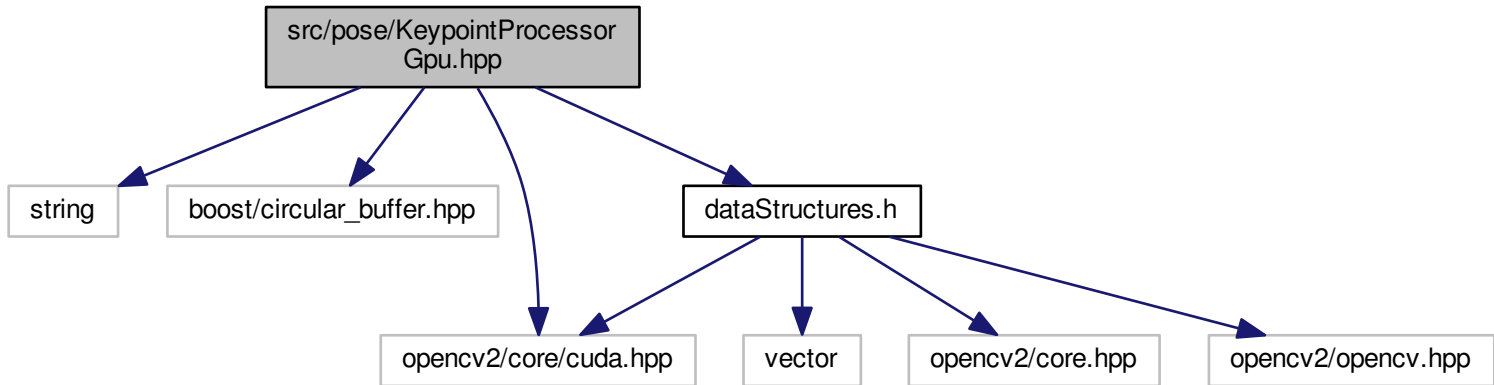 src/pose/KeypointProcessor
Gpu.hpp
string
boost/circular_buffer.hpp
dataStructures.h
opencv2/core/cuda.hpp
vector
opencv2/core.hpp
opencv2/opencv.hpp